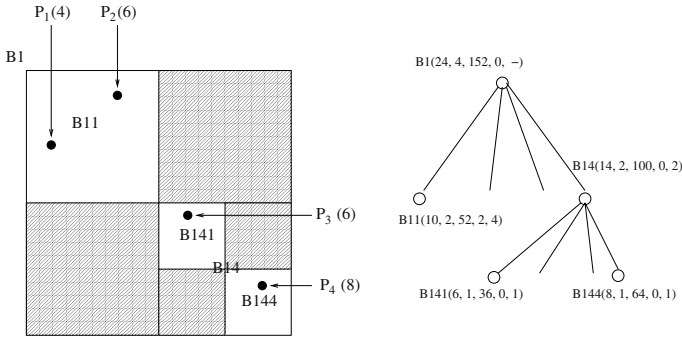 P1(4) P2(6)
B1
B11
P3 (6)
B141
B14
P4 (8)
B144
B1(24, 4, 152, 0, −)
B14(14, 2, 100, 0, 2)
B11(10, 2, 52, 2, 4)
B141(6, 1, 36, 0, 1) B144(8, 1, 64, 0, 1)